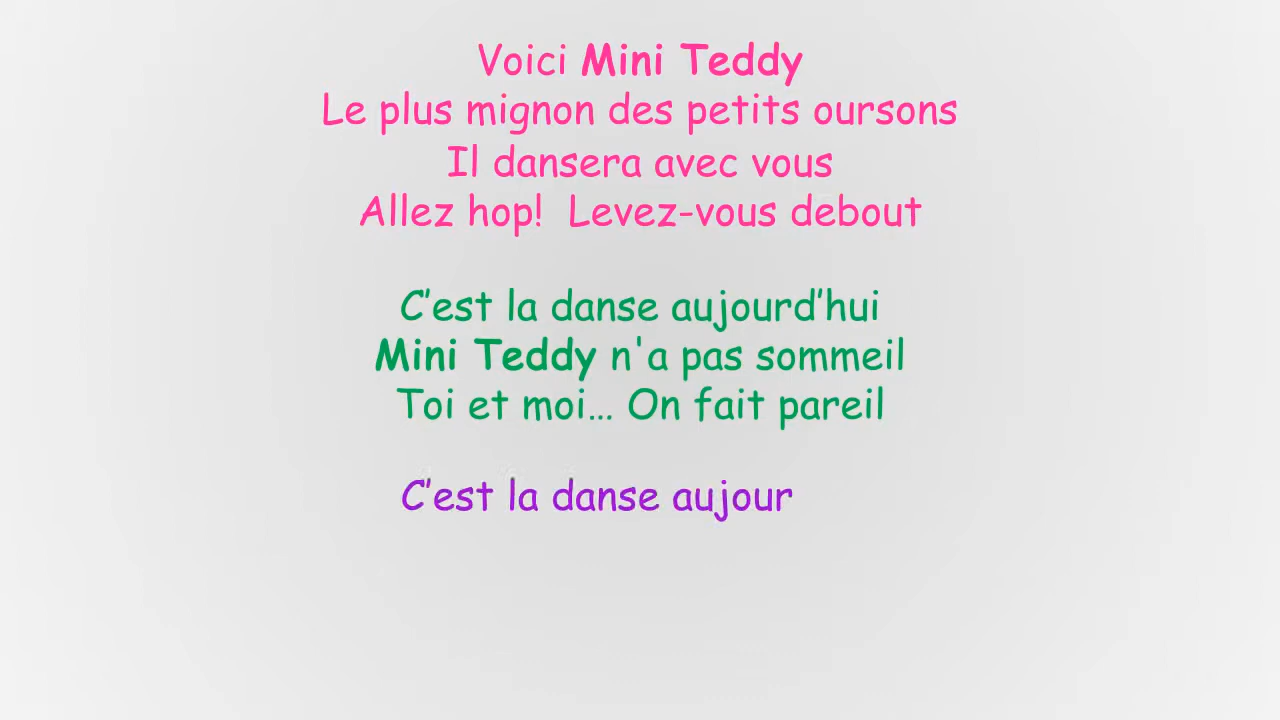 Voici Mini Teddy
Le plus mignon des petits oursons
Il dansera avec vous
Allez hop!  Levez-vous debout
C’est la danse aujourd’hui
Mini Teddy n'a pas sommeil
Toi et moi… On fait pareil
C’est la danse aujour